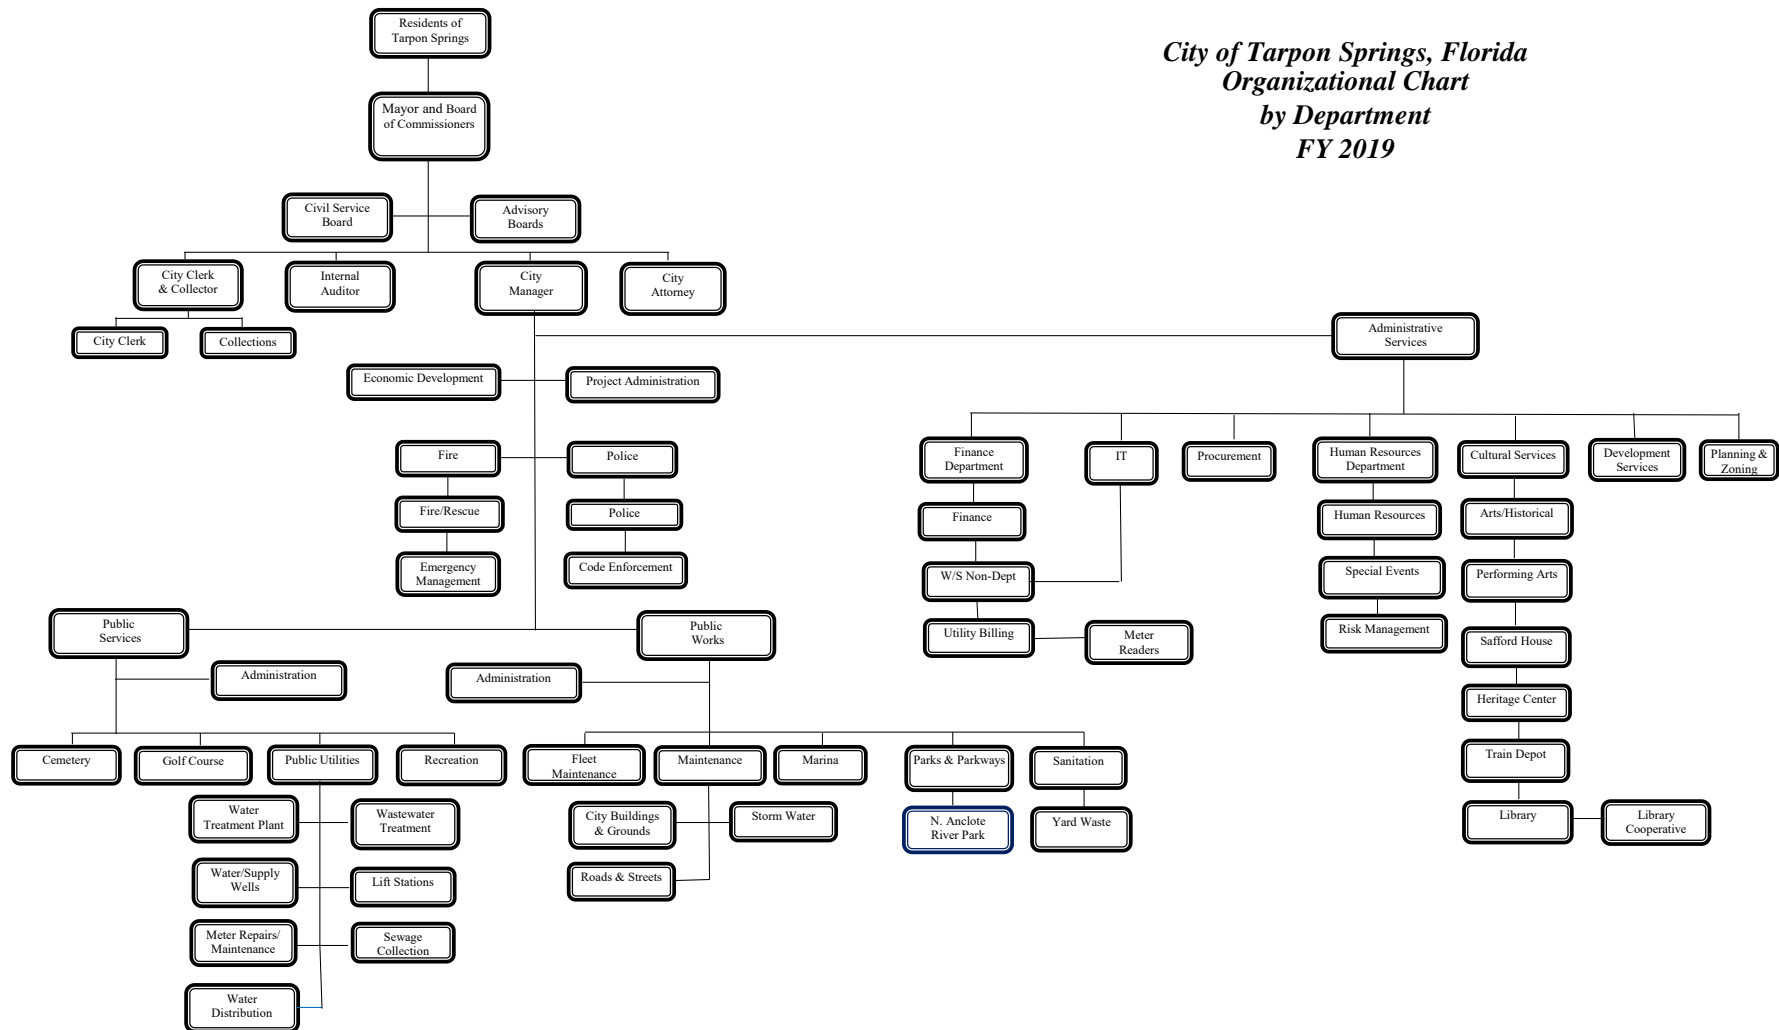 Residents of
Tarpon Springs
City of Tarpon Springs, Florida
Organizational Chart
by Department
FY 2019
Mayor and Board
of Commissioners
Civil Service
Board
Advisory
Boards
City Clerk
& Collector
Internal
Auditor
City
Manager
City
Attorney
City Clerk
Collections
Administrative
Services
Economic Development
Project Administration
Fire
Police
Fire/Rescue
Police
Emergency
Management
Code Enforcement
Finance
Department
IT
Procurement
Human Resources
Department
Cultural Services
Development
Services
Planning &
Zoning
Finance
Human Resources
Arts/Historical
W/S Non-Dept
Special Events
Performing Arts
Utility Billing
Meter
Readers
Risk Management
Safford House
Heritage Center
Train Depot
Library
Library
Cooperative
Public
Services
Public
Works
Administration
Administration
Cemetery
Golf Course
Public Utilities
Recreation
Fleet
Maintenance
Maintenance
Marina
Parks & Parkways
Sanitation
Water
Treatment Plant
Wastewater
Treatment
City Buildings
& Grounds
Storm Water
N. Anclote
River Park
Yard Waste
Water/Supply
Wells
Lift Stations
Roads & Streets
Meter Repairs/
Maintenance
Sewage
Collection
Water
Distribution